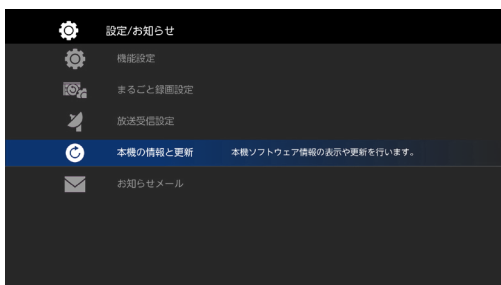 設定/お知らせ
機能設定
まるごと録画設定
放送受信設定
本機の情報と更新 本機ソフトウェア情報の表示や更新を行います。
お知らせメール